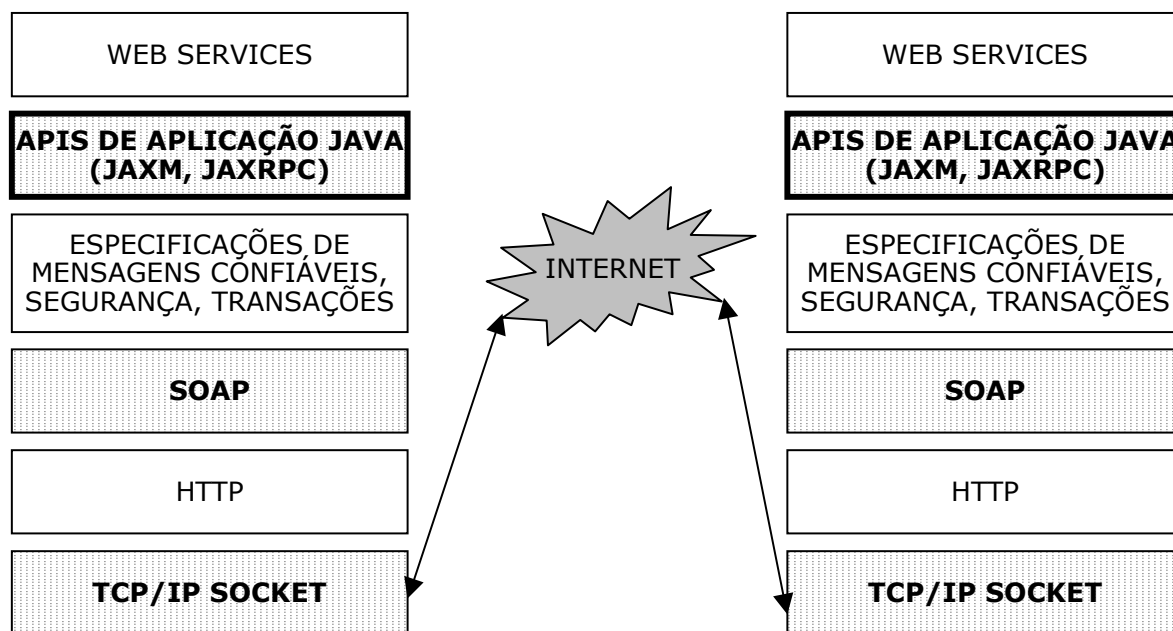 WEB SERVICES
APIS DE APLICAÇÃO JAVA
(JAXM, JAXRPC)
ESPECIFICAÇÕES DE
MENSAGENS CONFIÁVEIS,
SEGURANÇA, TRANSAÇÕES
SOAP
HTTP
TCP/IP SOCKET
INTERNET
WEB SERVICES
APIS DE APLICAÇÃO JAVA
(JAXM, JAXRPC)
ESPECIFICAÇÕES DE
MENSAGENS CONFIÁVEIS,
SEGURANÇA, TRANSAÇÕES
SOAP
HTTP
TCP/IP SOCKET